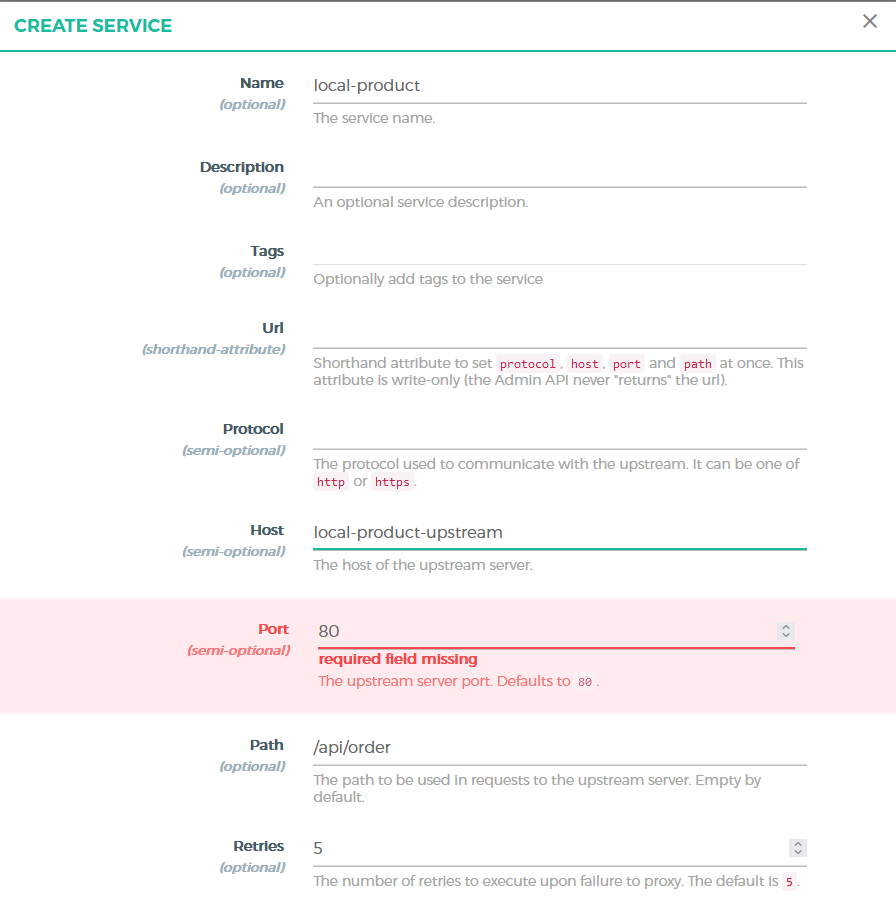 CREATE SERVICE
Name
(optional)
local-product
The service name.
Description
(optional)
An optional service description.
Tags
(optional)
Optionally add tags to the service
Url
(shorthand-attribute)
Shorthand attribute to set protocol, host, port and path at once. This
attribute is write-only (the Admin API never "returns" the url).
Protocol
(semi-optional)
The protocol used to communicate with the upstream. It can be one of
http or https.
Host
(semi-optional)
local-product-upstream
The host of the upstream server.
Port
(semi-optional)
80
required field missing
The upstream server port. Defaults to 80.
Path
(optional)
/api/order
The path to be used in requests to the upstream server. Empty by
default.
Retries
(optional)
5
The number of retries to execute upon failure to proxy. The default is 5.